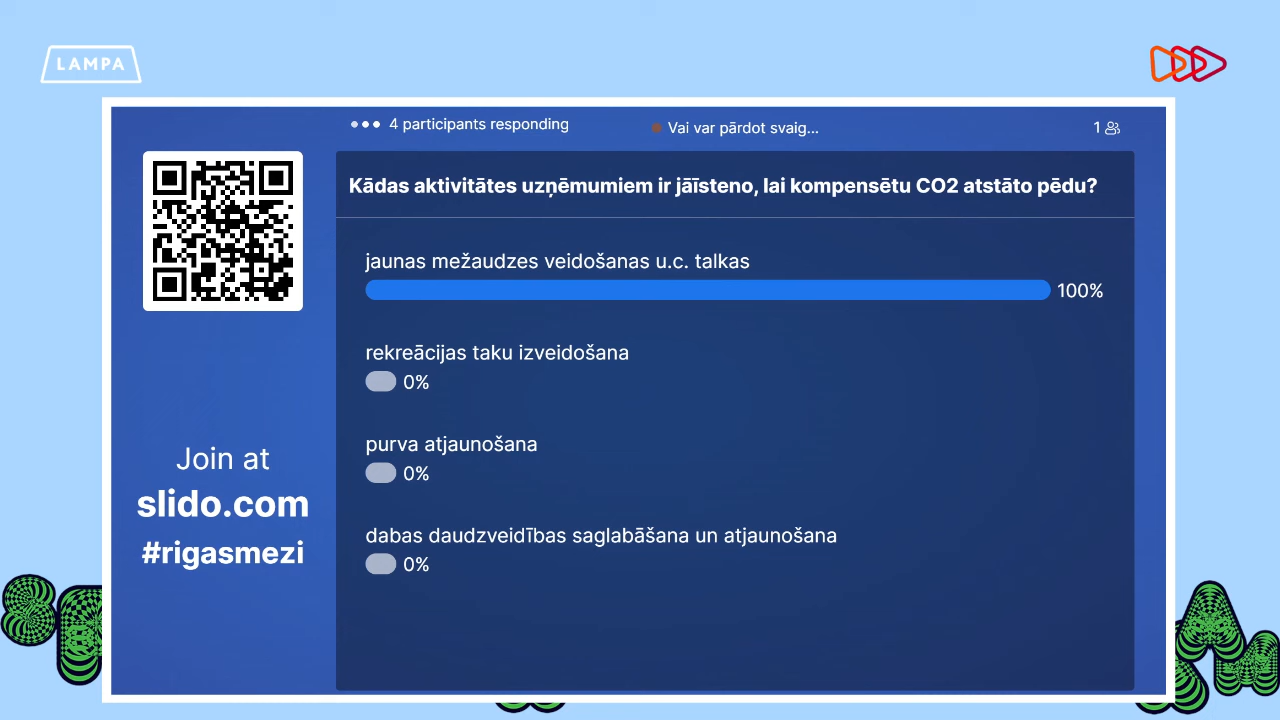 LAMPA
4 participants responding
Vai var pārdot svaig...
1
Kādas aktivitātes uzņēmumiem ir jāīsteno, lai kompensētu CO2 atstāto pēdu?
jaunas mežaudzes veidošanas u.c. talkas
100%
rekreācijas taku izveidošana
0%
purva atjaunošana
0%
dabas daudzveidības saglabāšana un atjaunošana
0%
Join at
slido.com
#rigasmezi